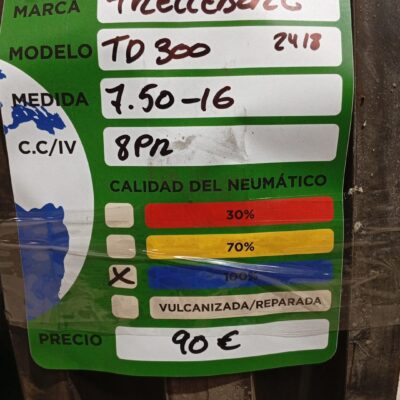 MARCA TRELLEBORG
MODELO TD 300 2418
MEDIDA 7.50-16
C.C/IV 8PR
CALIDAD DEL NEUMÁTICO
30%
70%
X 100%
VULCANIZADA/REPARADA
PRECIO 90 €